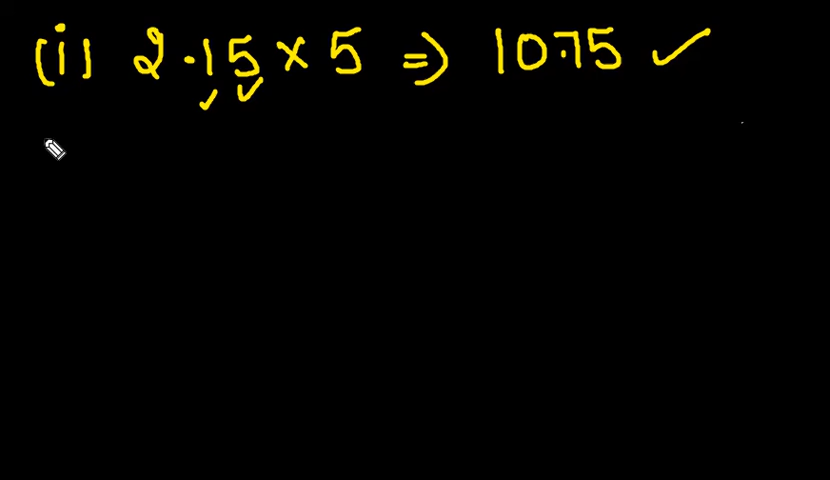 (i) 2.15 × 5 ⇒ 10.75 ✓